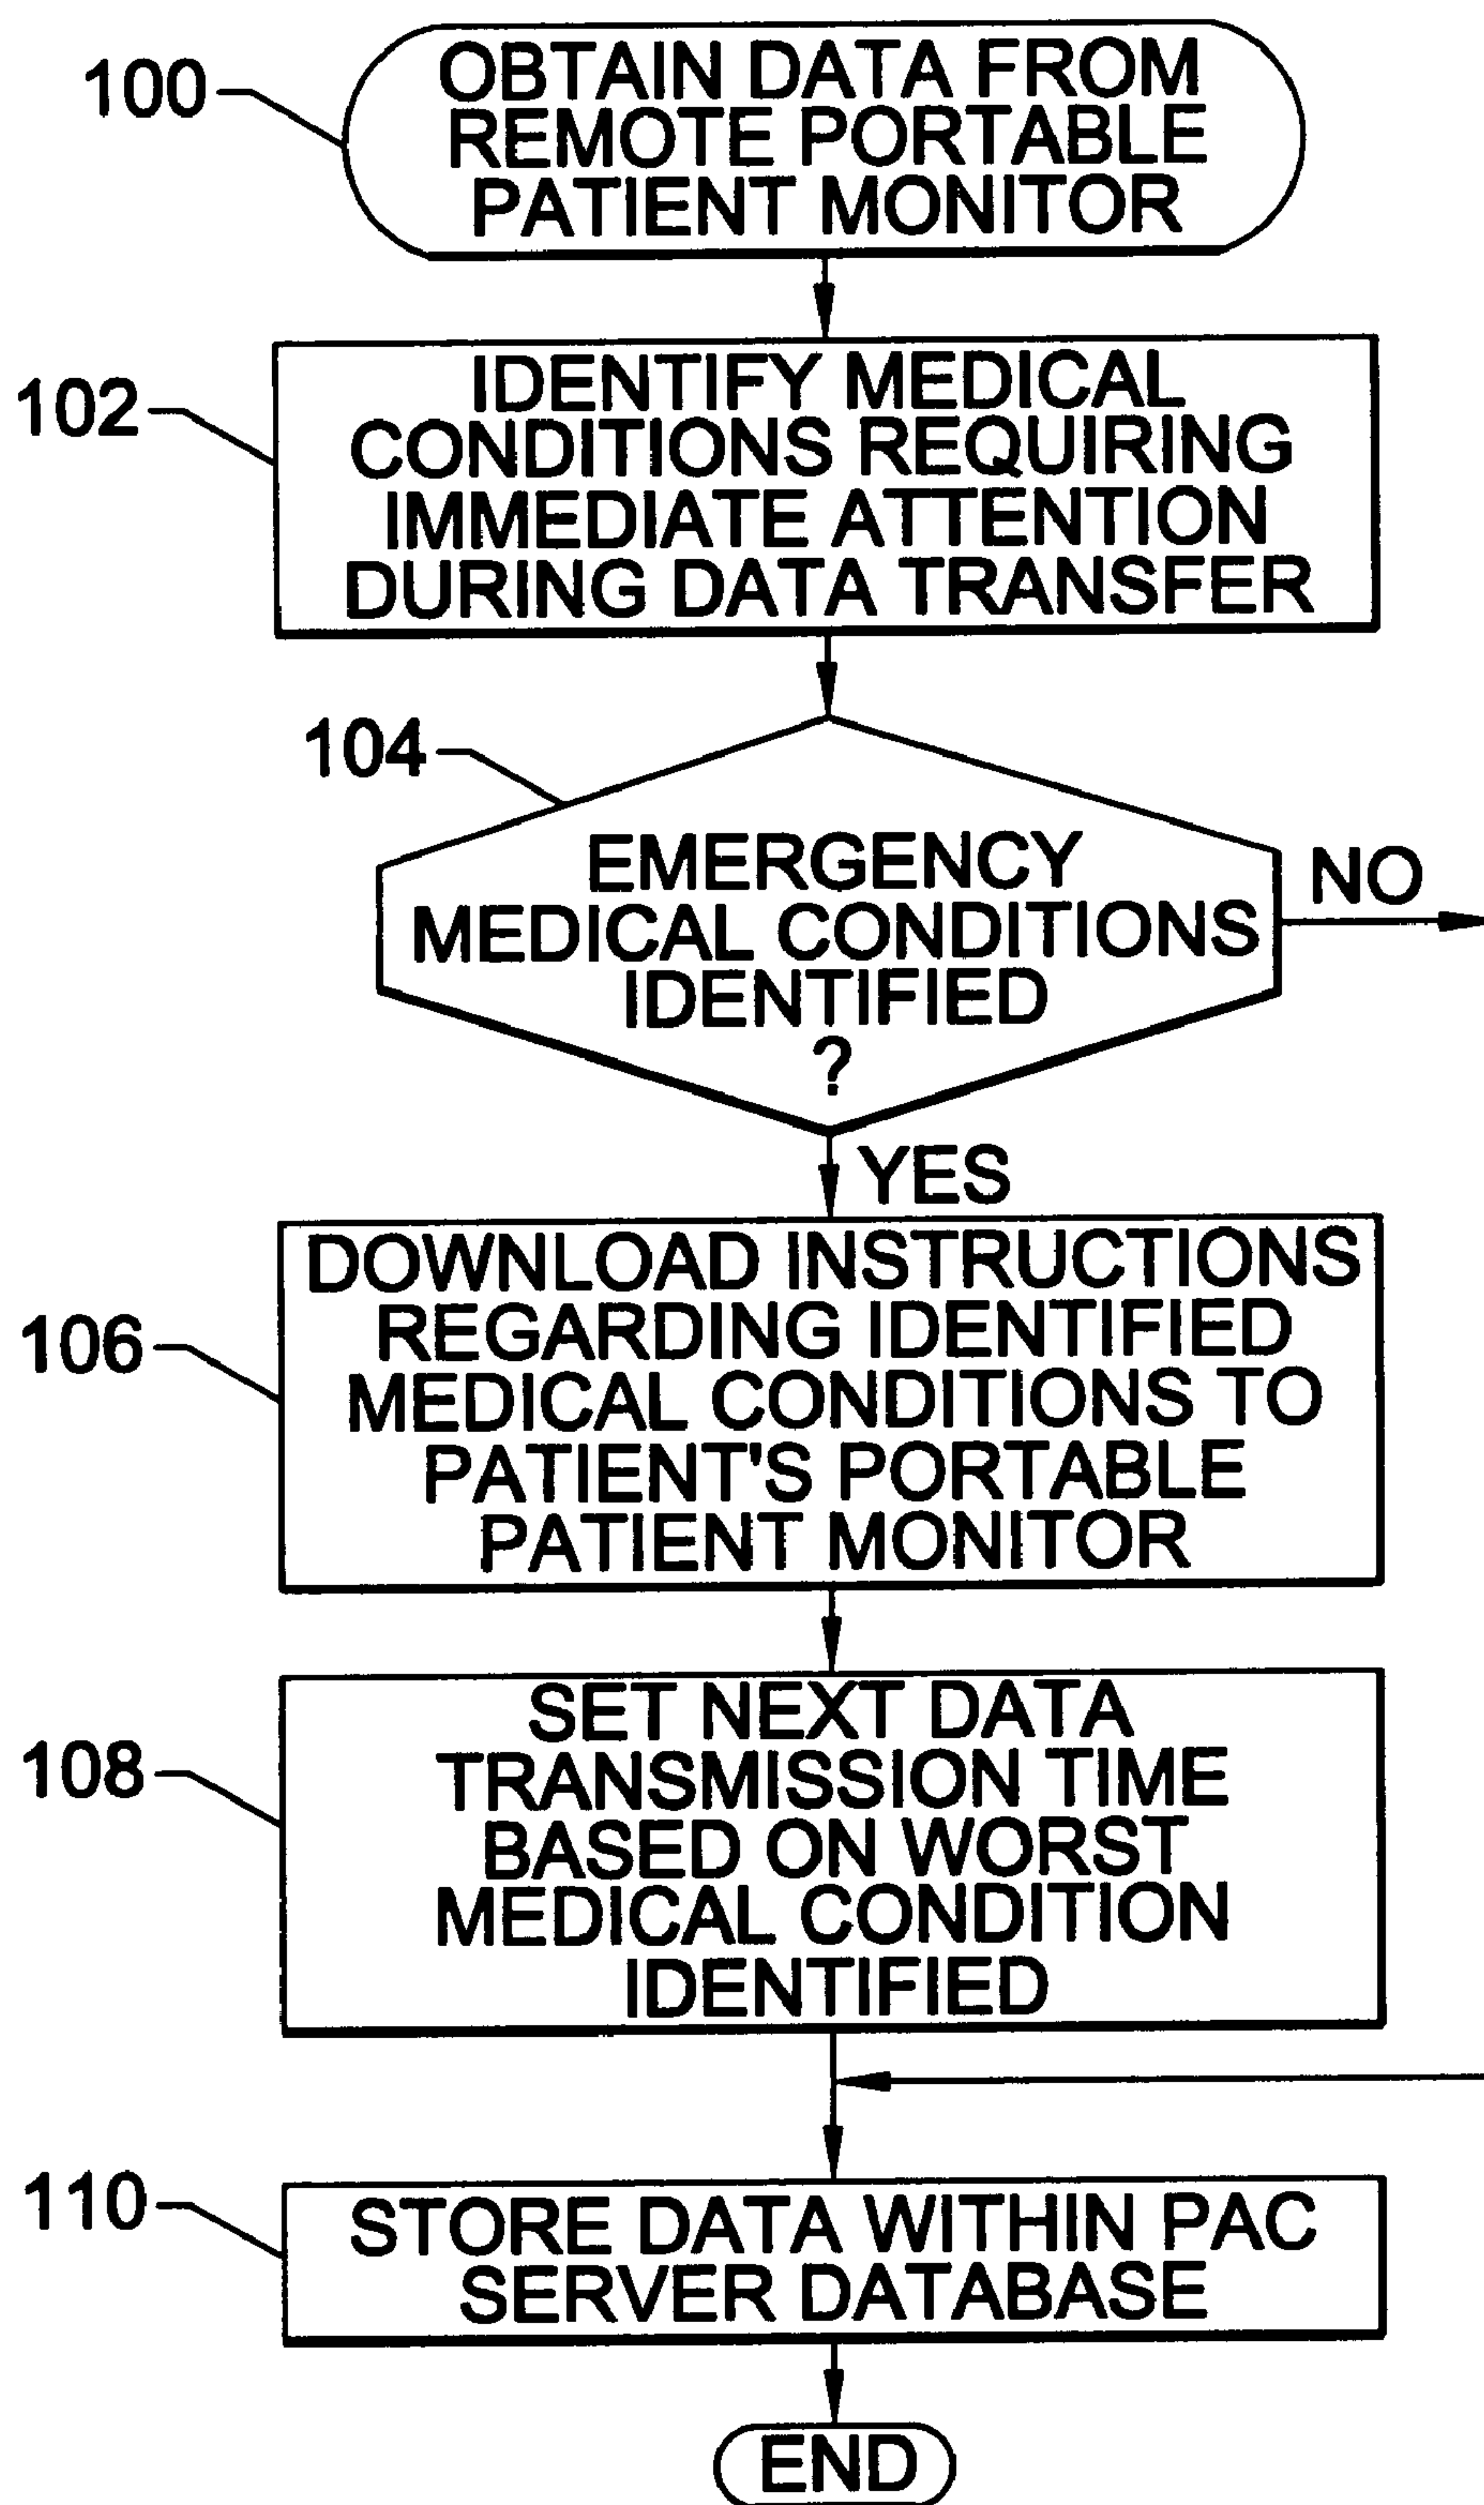 100
OBTAIN DATA FROM
REMOTE PORTABLE
PATIENT MONITOR
102
IDENTIFY MEDICAL
CONDITIONS REQUIRING
IMMEDIATE ATTENTION
DURING DATA TRANSFER
104
EMERGENCY
MEDICAL CONDITIONS
IDENTIFIED
?
NO
YES
106
DOWNLOAD INSTRUCTIONS
REGARDING IDENTIFIED
MEDICAL CONDITIONS TO
PATIENT'S PORTABLE
PATIENT MONITOR
108
SET NEXT DATA
TRANSMISSION TIME
BASED ON WORST
MEDICAL CONDITION
IDENTIFIED
110
STORE DATA WITHIN PAC
SERVER DATABASE
END